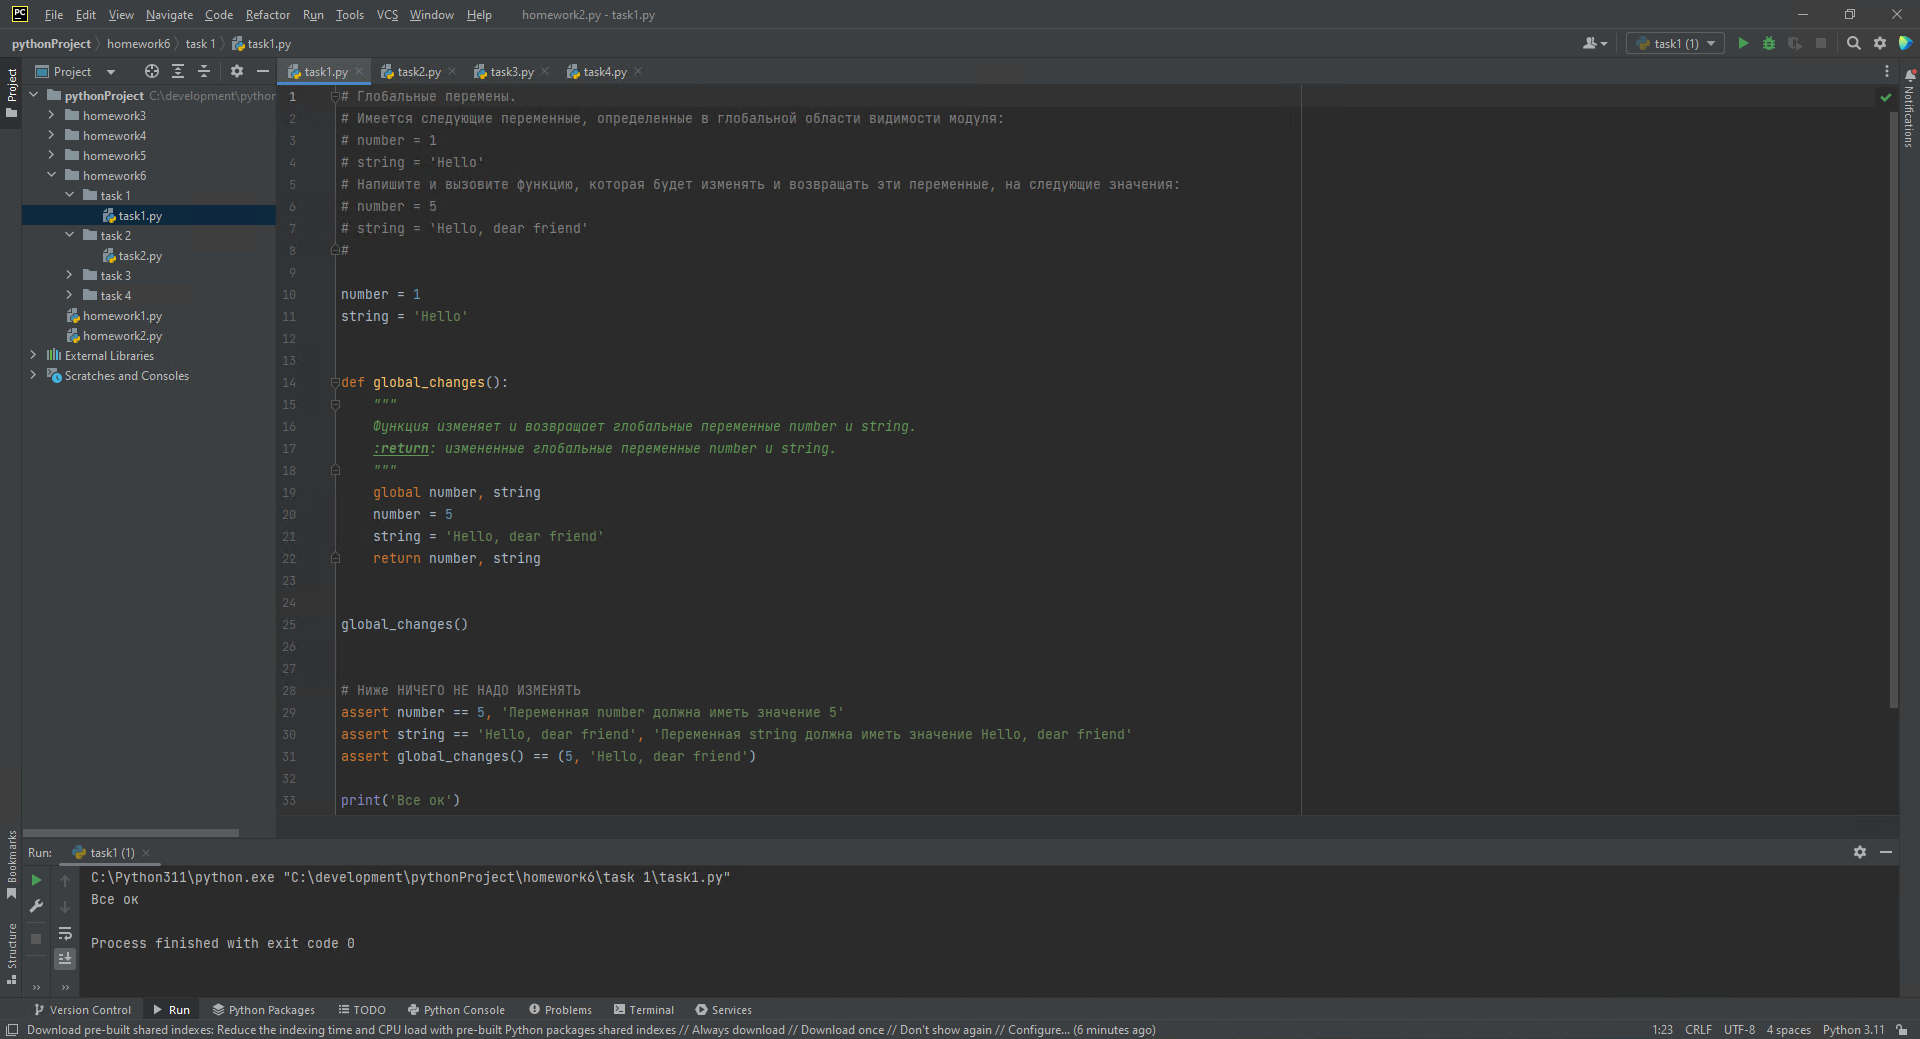 File Edit View Navigate Code Refactor Run Tools VCS Window Help homework2.py - task1.py
pythonProject homework6 task 1 task1.py
task1 (1)
Project
Project
task1.py task2.py task3.py task4.py
Notifications
pythonProject C:\development\python
homework3
homework4
homework5
homework6
task 1
task1.py
task 2
task2.py
task 3
task 4
homework1.py
homework2.py
External Libraries
Scratches and Consoles
1 # Глобальные перемены.
2 # Имеется следующие переменные, определенные в глобальной области видимости модуля:
3 # number = 1
4 # string = 'Hello'
5 # Напишите и вызовите функцию, которая будет изменять и возвращать эти переменные, на следующие значения:
6 # number = 5
7 # string = 'Hello, dear friend'
8 #
9
10 number = 1
11 string = 'Hello'
12
13
14 def global_changes():
15 """
16 Функция изменяет и возвращает глобальные переменные number и string.
17 :return: измененные глобальные переменные number и string.
18 """
19 global number, string
20 number = 5
21 string = 'Hello, dear friend'
22 return number, string
23
24
25 global_changes()
26
27
28 # Ниже НИЧЕГО НЕ НАДО ИЗМЕНЯТЬ
29 assert number == 5, 'Переменная number должна иметь значение 5'
30 assert string == 'Hello, dear friend', 'Переменная string должна иметь значение Hello, dear friend'
31 assert global_changes() == (5, 'Hello, dear friend')
32
33 print('Все ок')
Bookmarks
Structure
Run: task1 (1)
C:\Python311\python.exe "C:\development\pythonProject\homework6\task 1\task1.py"
Все ок
Process finished with exit code 0
Version Control Run Python Packages TODO Python Console Problems Terminal Services
Download pre-built shared indexes: Reduce the indexing time and CPU load with pre-built Python packages shared indexes // Always download // Download once // Don't show again // Configure... (6 minutes ago) 1:23 CRLF UTF-8 4 spaces Python 3.11